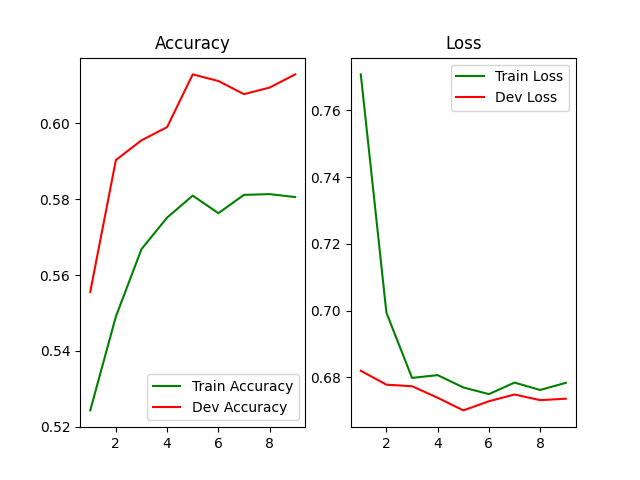 Accuracy
0.60
0.58
0.56
0.54
0.52
2 4 6 8
Train Accuracy
Dev Accuracy
Loss
0.76
0.74
0.72
0.70
0.68
2 4 6 8
Train Loss
Dev Loss